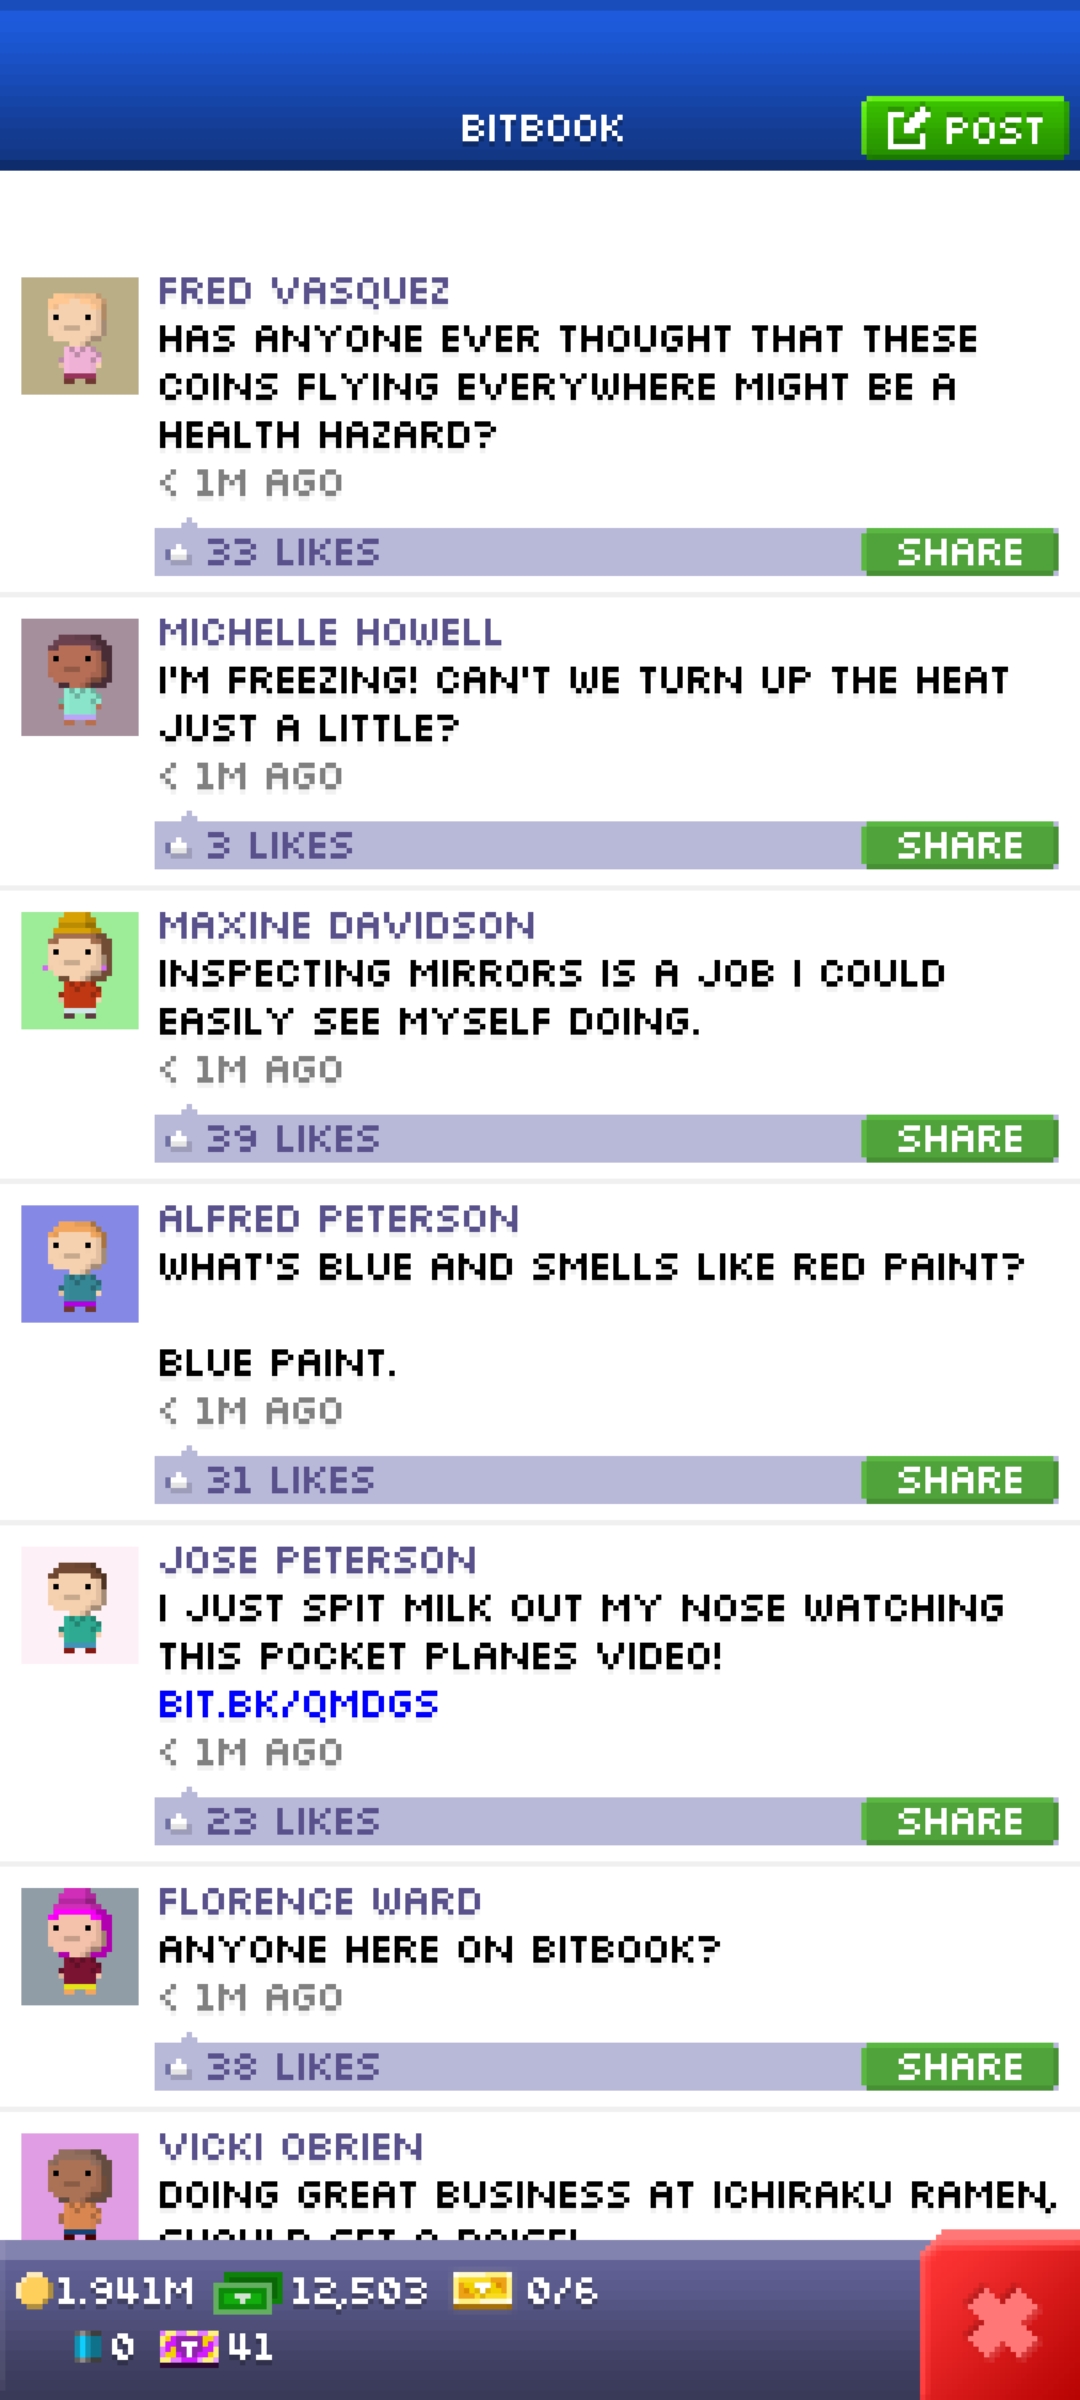 BITBOOK
POST
FRED VASQUEZ
HAS ANYONE EVER THOUGHT THAT THESE
COINS FLYING EVERYWHERE MIGHT BE A
HEALTH HAZARD?
< 1M AGO
33 LIKES
SHARE
MICHELLE HOWELL
I'M FREEZING! CAN'T WE TURN UP THE HEAT
JUST A LITTLE?
< 1M AGO
3 LIKES
SHARE
MAXINE DAVIDSON
INSPECTING MIRRORS IS A JOB I COULD
EASILY SEE MYSELF DOING.
< 1M AGO
39 LIKES
SHARE
ALFRED PETERSON
WHAT'S BLUE AND SMELLS LIKE RED PAINT?
BLUE PAINT.
< 1M AGO
31 LIKES
SHARE
JOSE PETERSON
I JUST SPIT MILK OUT MY NOSE WATCHING
THIS POCKET PLANES VIDEO!
BIT.BK/QMDGS
< 1M AGO
23 LIKES
SHARE
FLORENCE WARD
ANYONE HERE ON BITBOOK?
< 1M AGO
38 LIKES
SHARE
VICKI OBRIEN
DOING GREAT BUSINESS AT ICHIRAKU RAMEN,
1.941M
12,503
0/6
0
41